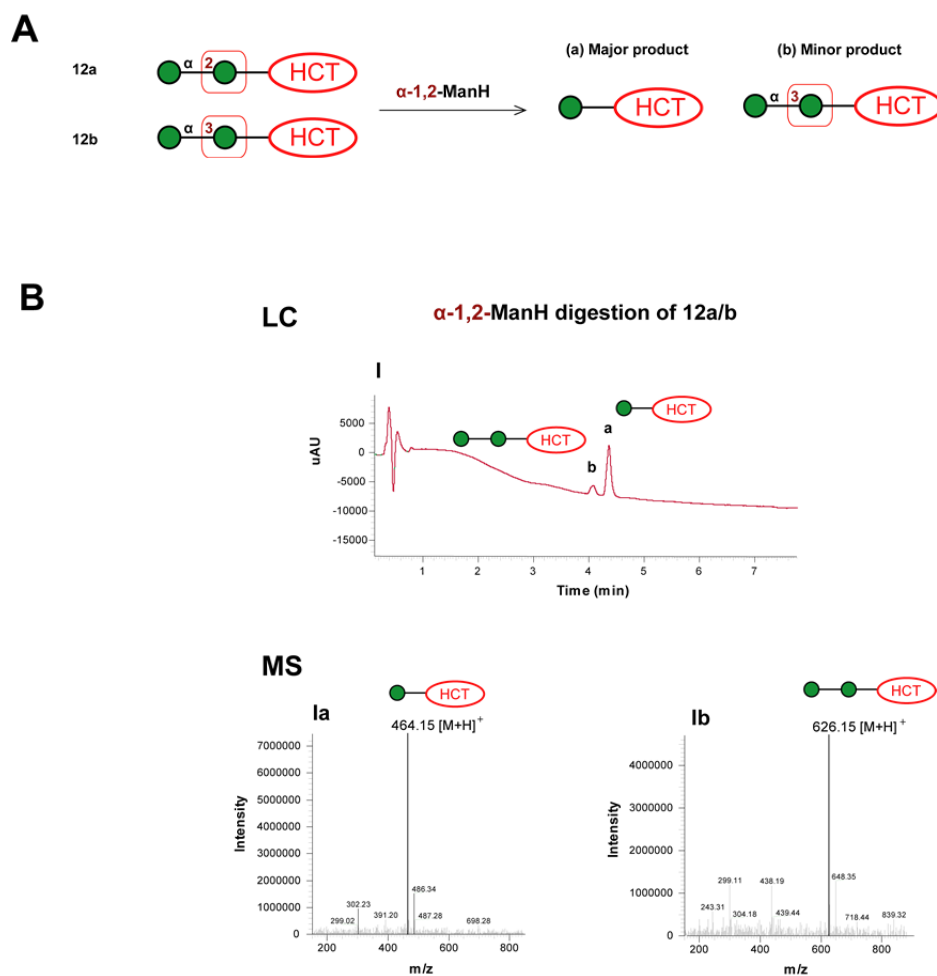 A
(a) Major product
(b) Minor product
12a
α
2
HCT
α-1,2-ManH
HCT
α
3
HCT
12b
α
3
HCT
B
LC
α-1,2-ManH digestion of 12a/b
I
HCT
HCT
a
b
uAU
5000
0
-5000
-10000
-15000
1 2 3 4 5 6 7
Time (min)
MS
HCT
HCT
Ia
464.15 [M+H]+
Intensity
7000000
6000000
5000000
4000000
3000000
2000000
1000000
0
302.23
486.34
299.02
391.20
487.28
698.28
200 400 600 800
m/z
Ib
626.15 [M+H]+
Intensity
4000000
3000000
2000000
1000000
0
299.11
438.19
648.35
243.31
304.18
439.44
718.44
839.32
200 400 600 800
m/z